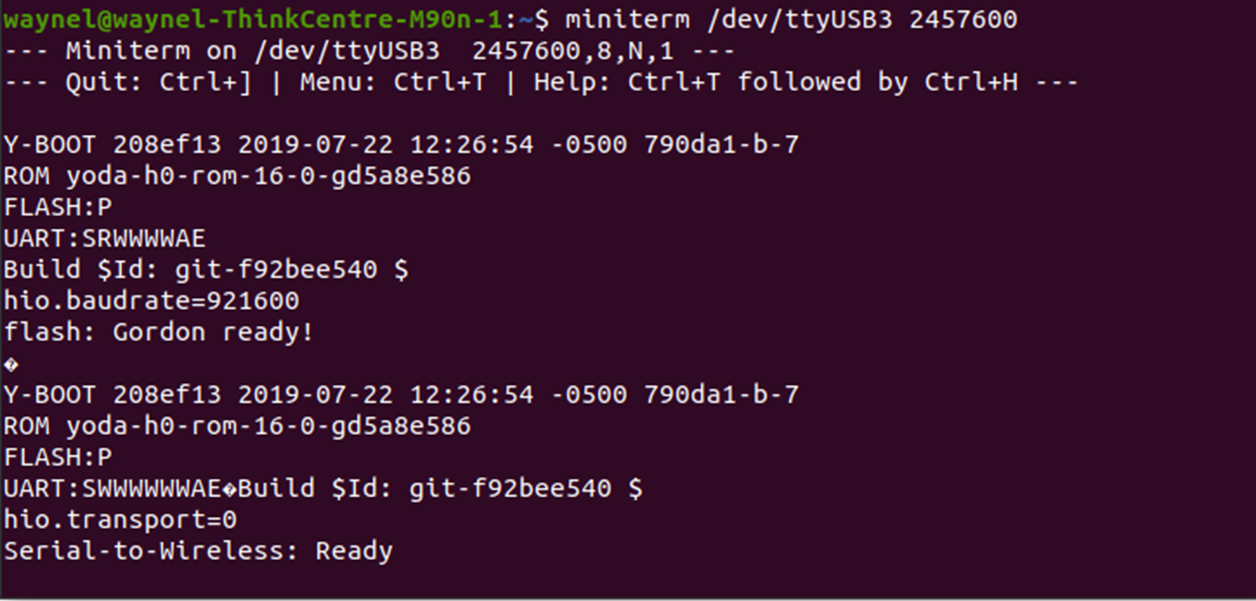 waynel@waynel-ThinkCentre-M90n-1:~$ miniterm /dev/ttyUSB3 2457600
--- Miniterm on /dev/ttyUSB3  2457600,8,N,1 ---
--- Quit: Ctrl+] | Menu: Ctrl+T | Help: Ctrl+T followed by Ctrl+H ---
Y-BOOT 208ef13 2019-07-22 12:26:54 -0500 790da1-b-7
ROM yoda-h0-rom-16-0-gd5a8e586
FLASH:P
UART:SRWWWWAE
Build $Id: git-f92bee540 $
hio.baudrate=921600
flash: Gordon ready!
�
Y-BOOT 208ef13 2019-07-22 12:26:54 -0500 790da1-b-7
ROM yoda-h0-rom-16-0-gd5a8e586
FLASH:P
UART:SWWWWWWAE�Build $Id: git-f92bee540 $
hio.transport=0
Serial-to-Wireless: Ready